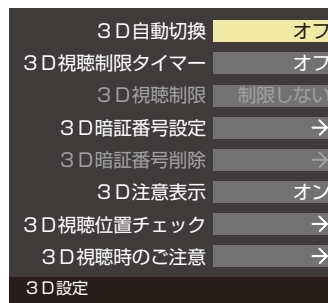 3D自動切換 オフ
3D視聴制限タイマー オフ
3D視聴制限 制限しない
3D暗証番号設定 →
3D暗証番号削除 →
3D注意表示 オン
3D視聴位置チェック →
3D視聴時のご注意 →
3D設定